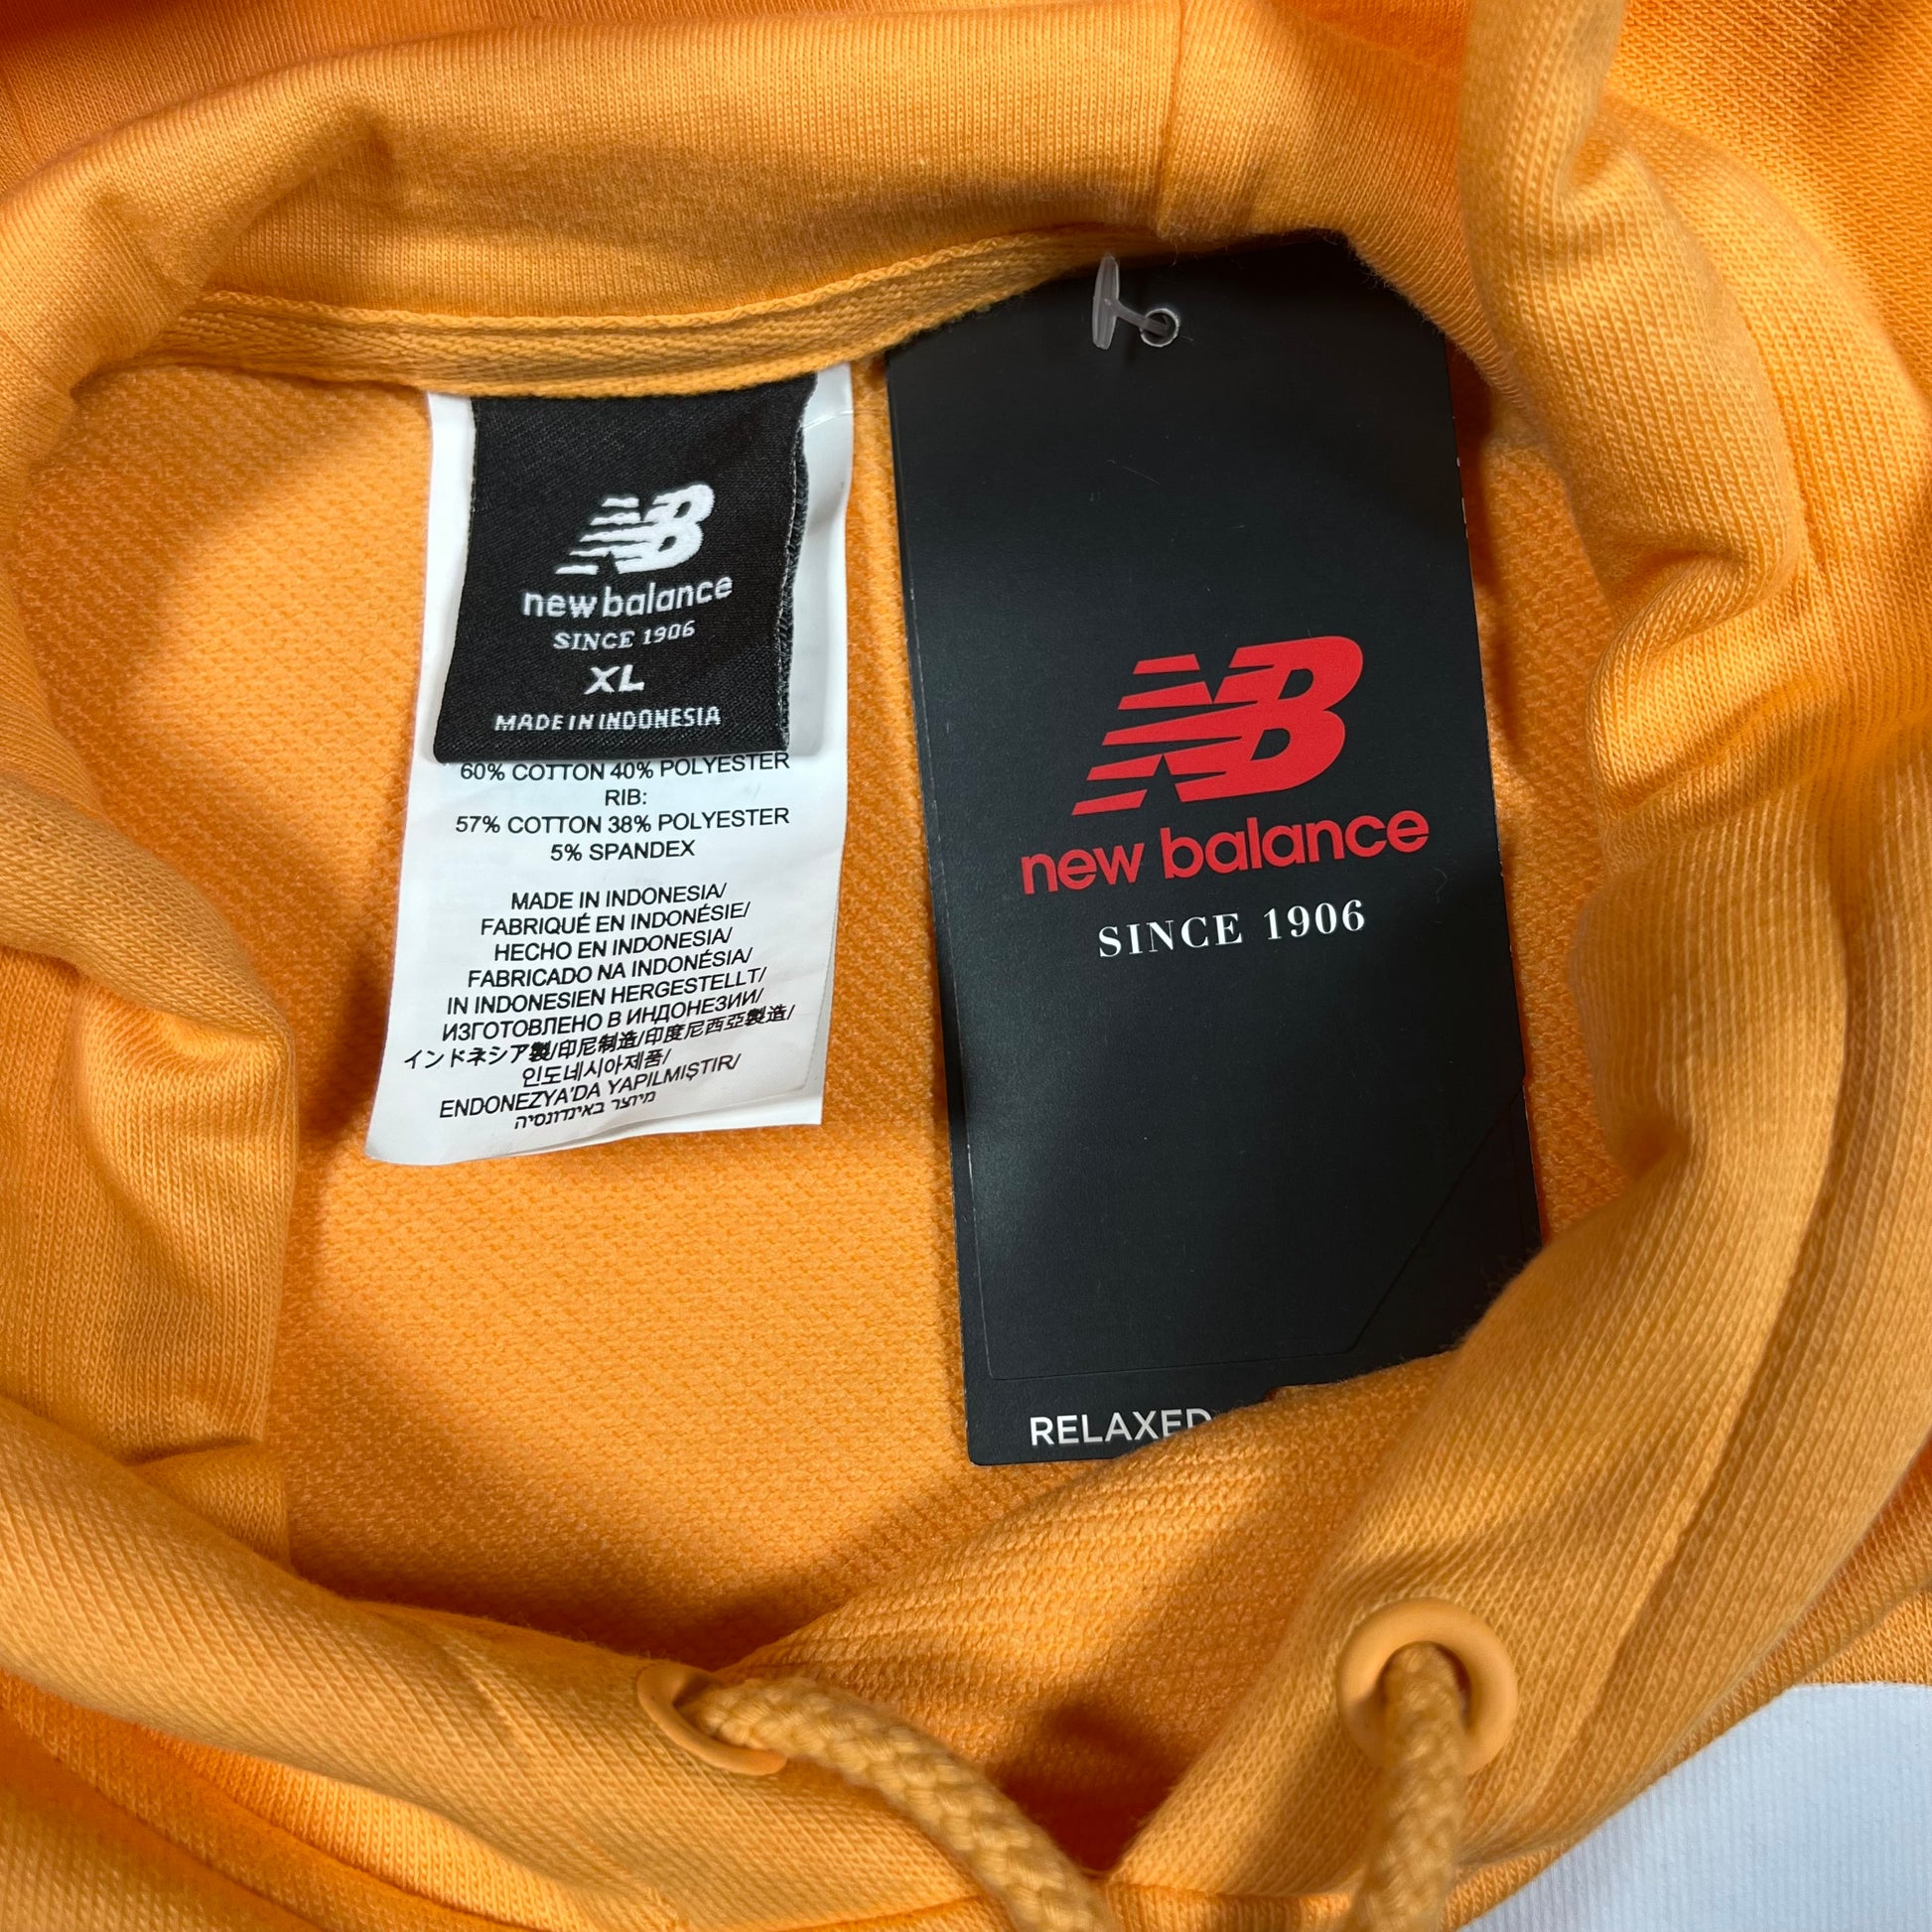 NB
new balance
SINCE 1906
XL
MADE IN INDONESIA
60% COTTON 40% POLYESTER
RIB:
57% COTTON 38% POLYESTER
5% SPANDEX
MADE IN INDONESIA/
FABRIQUÉ EN INDONÉSIE/
HECHO EN INDONESIA/
FABRICADO NA INDONÉSIA/
IN INDONESIEN HERGESTELLT/
ИЗГОТОВЛЕНО В ИНДОНЕЗИИ/
インドネシア製/印尼制造/印度尼西亞製造/
인도네시아제품/
ENDONEZYA'DA YAPILMIŞTIR/
מיוצר באינדונסיה
NB
new balance
SINCE 1906
RELAXED